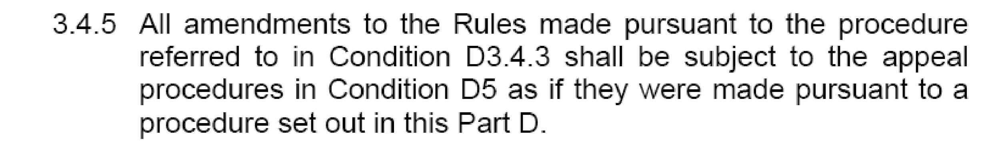 3.4.5 All amendments to the Rules made pursuant to the procedure
referred to in Condition D3.4.3 shall be subject to the appeal
procedures in Condition D5 as if they were made pursuant to a
procedure set out in this Part D.